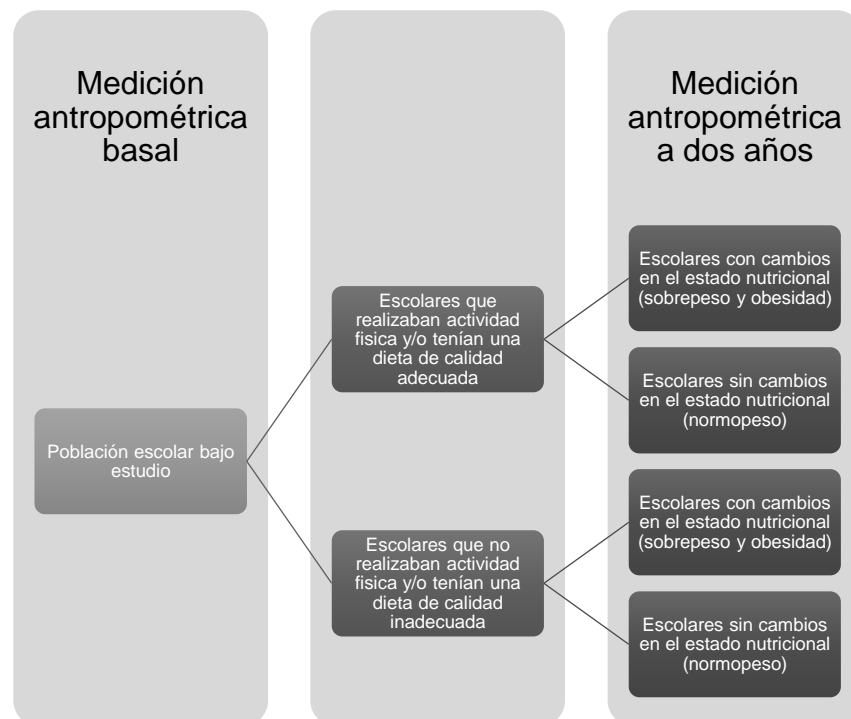 Medición
antropométrica
basal
Población escolar bajo
estudio
Escolares que
realizaban actividad
fisica y/o tenían una
dieta de calidad
adecuada
Escolares que no
realizaban actividad
fisica y/o tenían una
dieta de calidad
inadecuada
Medición
antropométrica
a dos años
Escolares con cambios
en el estado nutricional
(sobrepeso y obesidad)
Escolares sin cambios
en el estado nutricional
(normopeso)
Escolares con cambios
en el estado nutricional
(sobrepeso y obesidad)
Escolares sin cambios
en el estado nutricional
(normopeso)